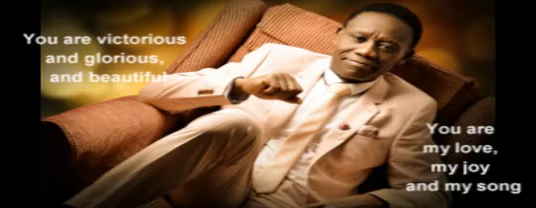 You are victorious
and glorious,
and beautiful
You are
my love,
my joy
and my song